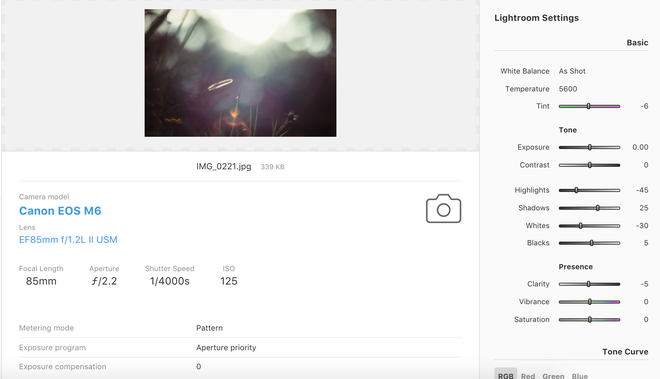 IMG_0221.jpg 339 KB
Camera model
Canon EOS M6
Lens
EF85mm f/1.2L II USM
Focal Length Aperture Shutter Speed ISO
85mm ƒ/2.2 1/4000s 125
Metering mode Pattern
Exposure program Aperture priority
Exposure compensation 0
Lightroom Settings
Basic
White Balance As Shot
Temperature 5600
Tint -6
Tone
Exposure 0.00
Contrast 0
Highlights -45
Shadows 25
Whites -30
Blacks 5
Presence
Clarity -5
Vibrance 0
Saturation 0
Tone Curve
RGB Red Green Blue